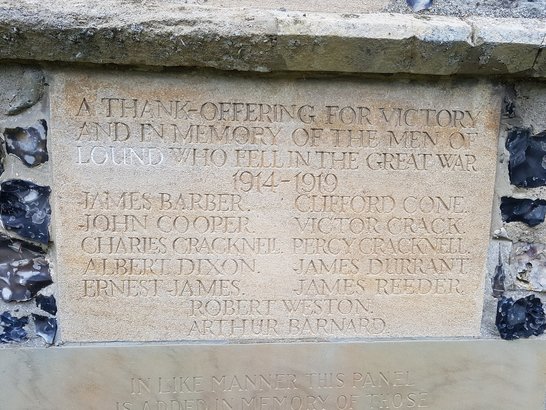 A THANK-OFFERING FOR VICTORY
AND IN MEMORY OF THE MEN OF
LOUND WHO FELL IN THE GREAT WAR
1914-1919
JAMES BARBER. CLIFFORD CONE.
JOHN COOPER. VICTOR CRACK.
CHARLES CRACKNELL. PERCY CRACKNELL.
ALBERT DIXON. JAMES DURRANT.
ERNEST JAMES. JAMES REEDER.
ROBERT WESTON.
ARTHUR BARNARD.
IN LIKE MANNER THIS PANEL
IS ADDED IN MEMORY OF THOSE